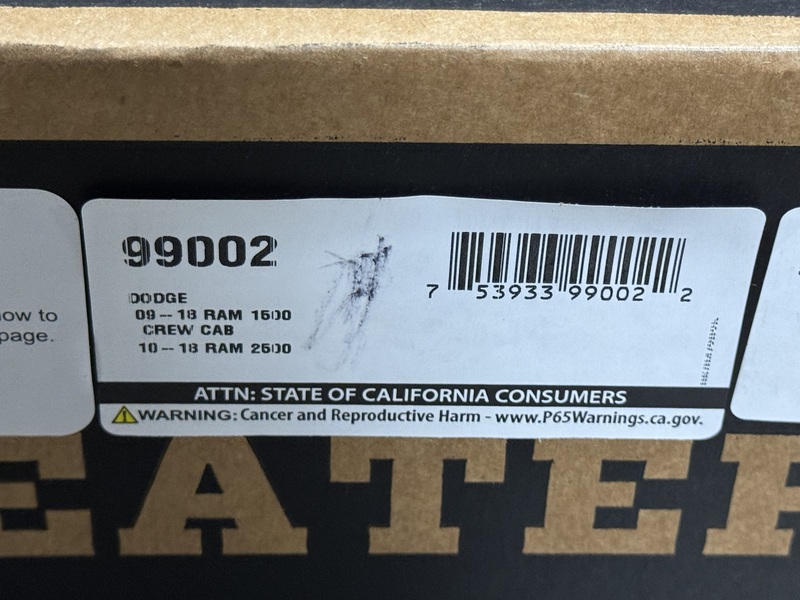 how to
page.
99002
DODGE
09 -- 18 RAM 1500
CREW CAB
10 -- 18 RAM 2500
7 53933 99002 2
ATTN: STATE OF CALIFORNIA CONSUMERS
WARNING: Cancer and Reproductive Harm - www.P65Warnings.ca.gov.
EATE